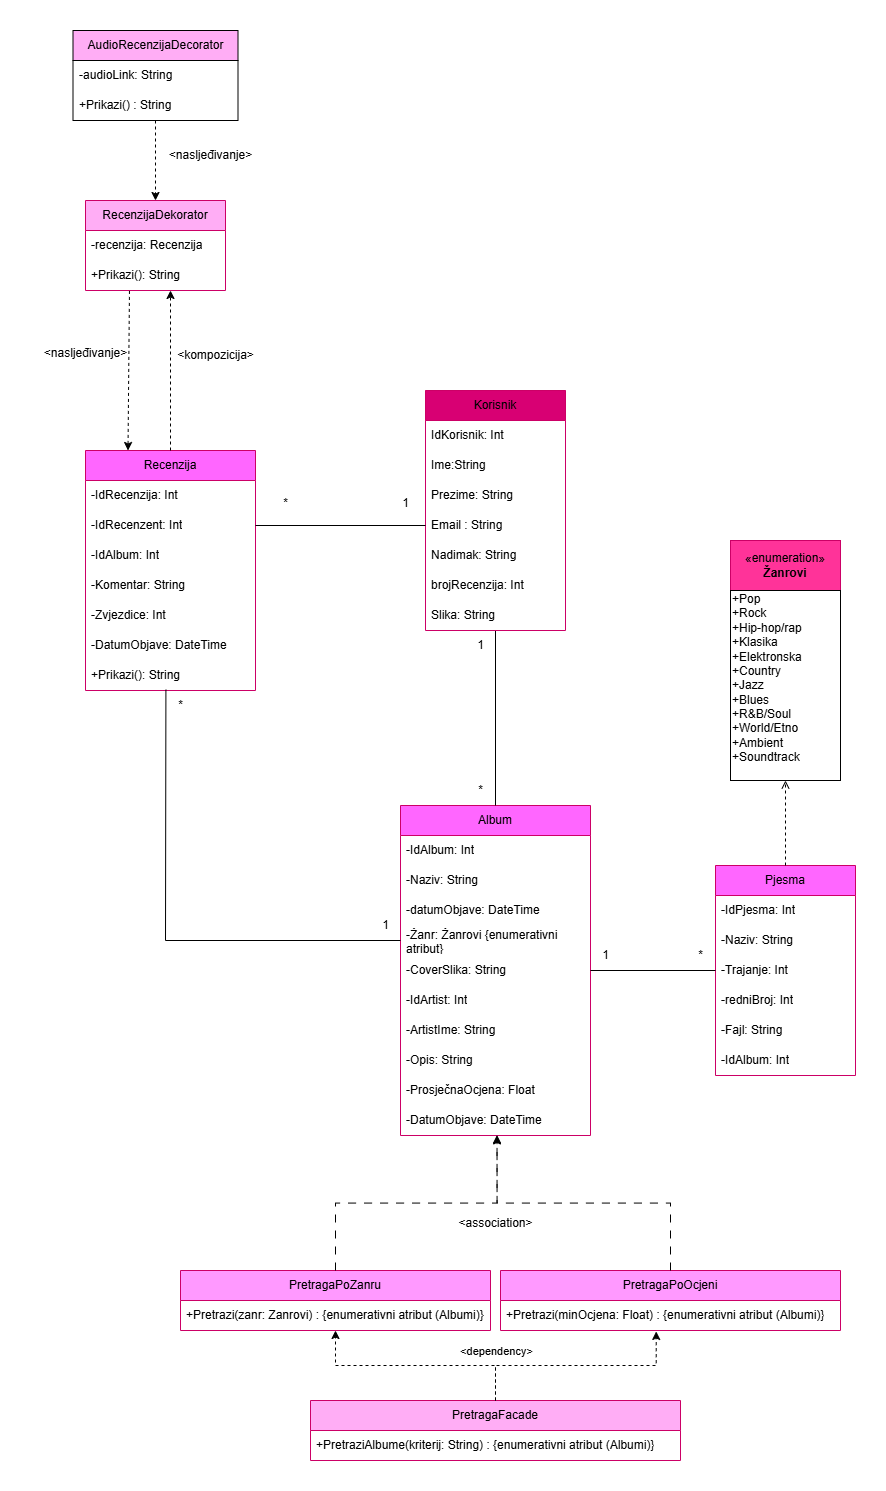 AudioRecenzijaDecorator
-audioLink: String
+Prikazi() : String
<nasljeđivanje>
RecenzijaDekorator
-recenzija: Recenzija
+Prikazi(): String
<nasljeđivanje>
<kompozicija>
Recenzija
-IdRecenzija: Int
-IdRecenzent: Int
-IdAlbum: Int
-Komentar: String
-Zvjezdice: Int
-DatumObjave: DateTime
+Prikazi(): String
*
1
Korisnik
IdKorisnik: Int
Ime:String
Prezime: String
Email : String
Nadimak: String
brojRecenzija: Int
Slika: String
1
*
*
1
«enumeration»
Žanrovi
+Pop
+Rock
+Hip-hop/rap
+Klasika
+Elektronska
+Country
+Jazz
+Blues
+R&B/Soul
+World/Etno
+Ambient
+Soundtrack
Album
-IdAlbum: Int
-Naziv: String
-datumObjave: DateTime
-Žanr: Žanrovi {enumerativni
atribut}
-CoverSlika: String
-IdArtist: Int
-ArtistIme: String
-Opis: String
-ProsječnaOcjena: Float
-DatumObjave: DateTime
1
*
Pjesma
-IdPjesma: Int
-Naziv: String
-Trajanje: Int
-redniBroj: Int
-Fajl: String
-IdAlbum: Int
<association>
PretragaPoZanru
+Pretrazi(zanr: Zanrovi) : {enumerativni atribut (Albumi)}
PretragaPoOcjeni
+Pretrazi(minOcjena: Float) : {enumerativni atribut (Albumi)}
<dependency>
PretragaFacade
+PretraziAlbume(kriterij: String) : {enumerativni atribut (Albumi)}